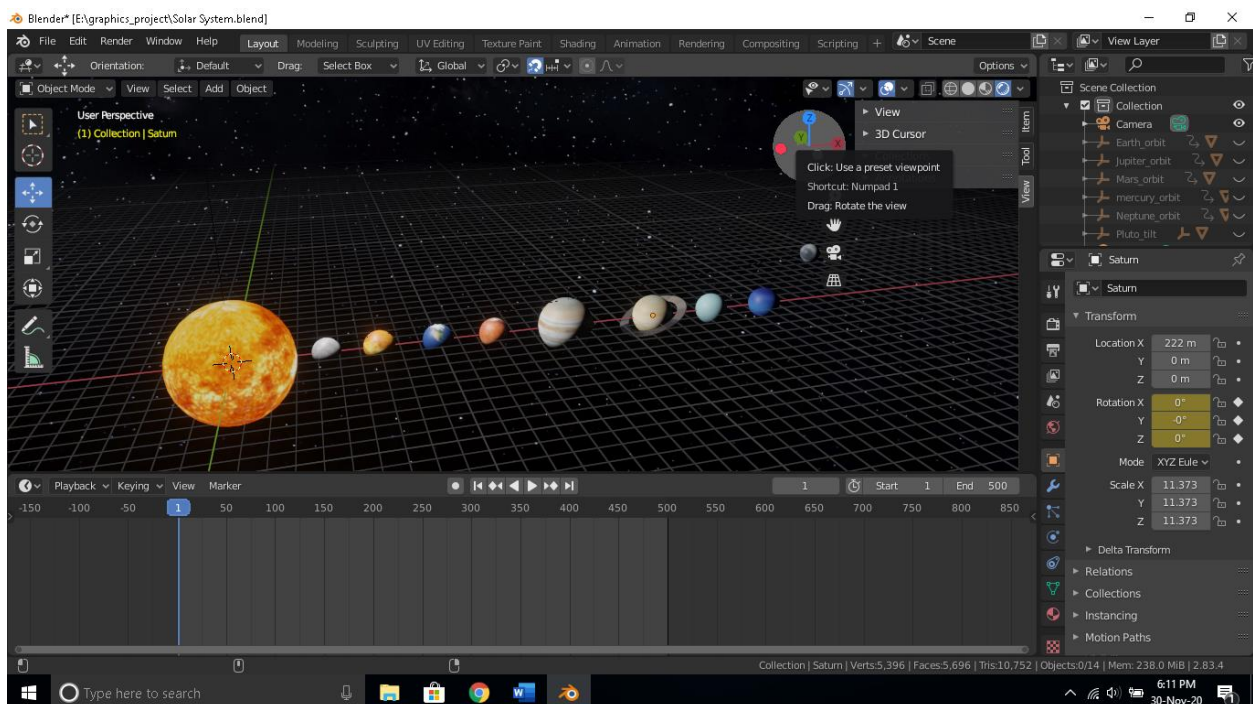 Blender* [E:\graphics_project\Solar System.blend]
File Edit Render Window Help Layout Modeling Sculpting UV Editing Texture Paint Shading Animation Rendering Compositing Scripting + Scene View Layer
Orientation: Default Drag: Select Box Global Options
Object Mode View Select Add Object
User Perspective
(1) Collection | Saturn
View
3D Cursor
Item
Tool
View
Click: Use a preset viewpoint
Shortcut: Numpad 1
Drag: Rotate the view
Z
Y
X
Scene Collection
Collection
Camera
Earth_orbit
Jupiter_orbit
Mars_orbit
mercury_orbit
Neptune_orbit
Pluto_tilt
Saturn
Saturn
Transform
Location X 222 m
Y 0 m
Z 0 m
Rotation X 0°
Y -0°
Z 0°
Mode XYZ Eule
Scale X 11.373
Y 11.373
Z 11.373
Delta Transform
Relations
Collections
Instancing
Motion Paths
Playback Keying View Marker 1 Start 1 End 500
-150 -100 -50 1 50 100 150 200 250 300 350 400 450 500 550 600 650 700 750 800 850
Collection | Saturn | Verts:5,396 | Faces:5,696 | Tris:10,752 | Objects:0/14 | Mem: 238.0 MiB | 2.83.4
Type here to search
6:11 PM
30-Nov-20